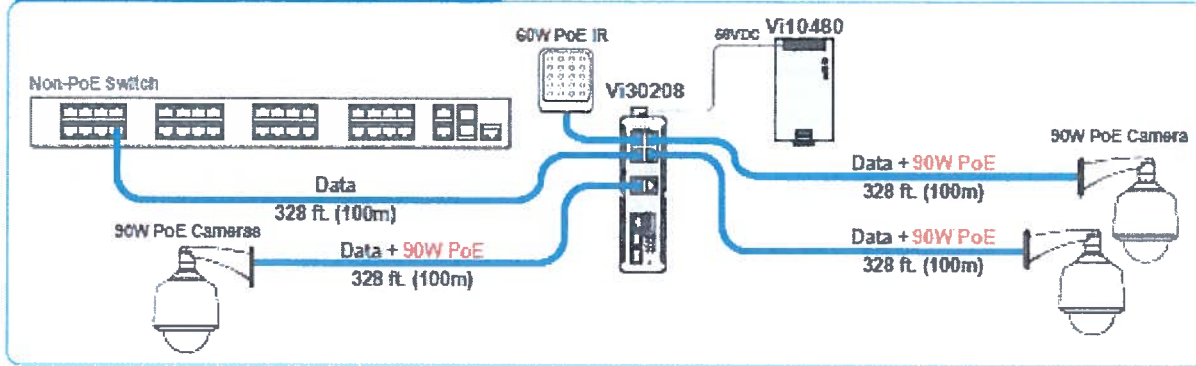 60W PoE IR
56VDC
Vi10480
Non-PoE Switch
Vi30208
90W PoE Camera
Data + 90W PoE
328 ft. (100m)
Data
328 ft. (100m)
90W PoE Cameras
Data + 90W PoE
328 ft. (100m)
Data + 90W PoE
328 ft. (100m)